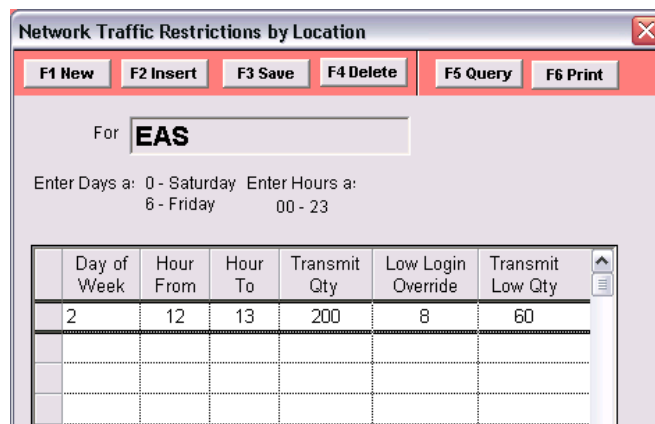 Network Traffic Restrictions by Location
F1 New F2 Insert F3 Save F4 Delete F5 Query F6 Print
For EAS
Enter Days a: 0 - Saturday Enter Hours a:
6 - Friday 00 - 23
Day of Hour Hour Transmit Low Login Transmit
Week From To Qty Override Low Qty
2 12 13 200 8 60